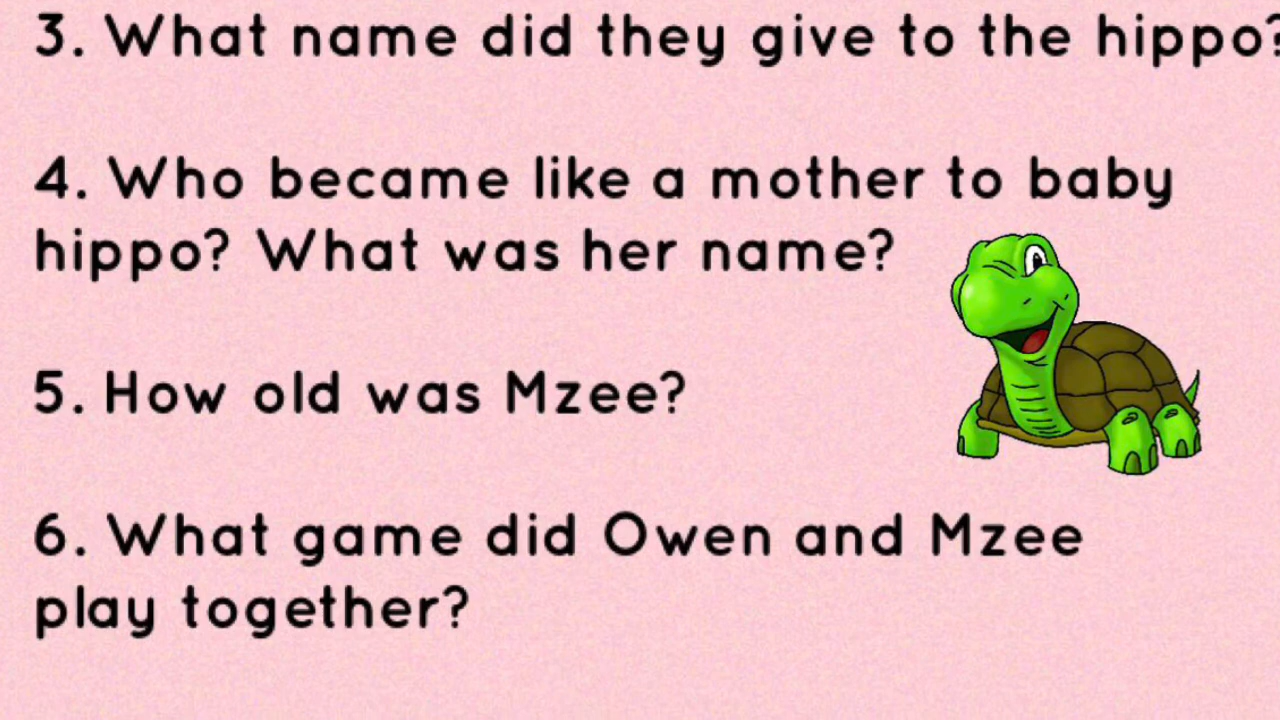 3. What name did they give to the hippo?
4. Who became like a mother to baby
hippo? What was her name?
5. How old was Mzee?
6. What game did Owen and Mzee
play together?